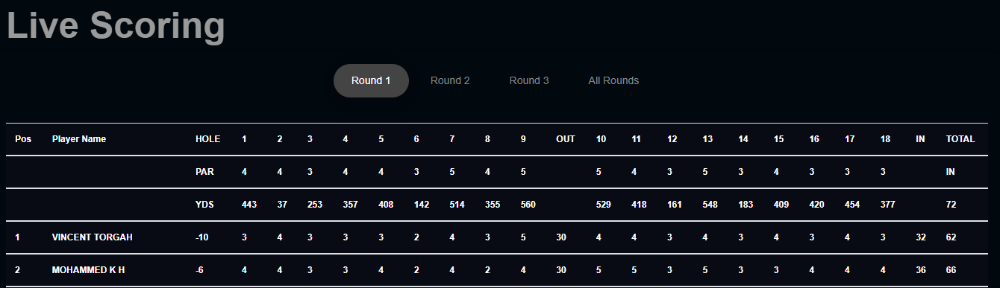 Live Scoring
Round 1 Round 2 Round 3 All Rounds
Pos Player Name HOLE 1 2 3 4 5 6 7 8 9 OUT 10 11 12 13 14 15 16 17 18 IN TOTAL
PAR 4 4 3 4 4 3 5 4 5 5 4 3 5 3 4 3 3 3 IN
YDS 443 37 253 357 408 142 514 355 560 529 418 161 548 183 409 420 454 377 72
1 VINCENT TORGAH -10 3 4 3 3 3 2 4 3 5 30 4 4 3 4 3 4 3 4 3 32 62
2 MOHAMMED K H -6 4 4 3 3 4 2 4 2 4 30 5 5 3 5 3 3 4 4 4 36 66